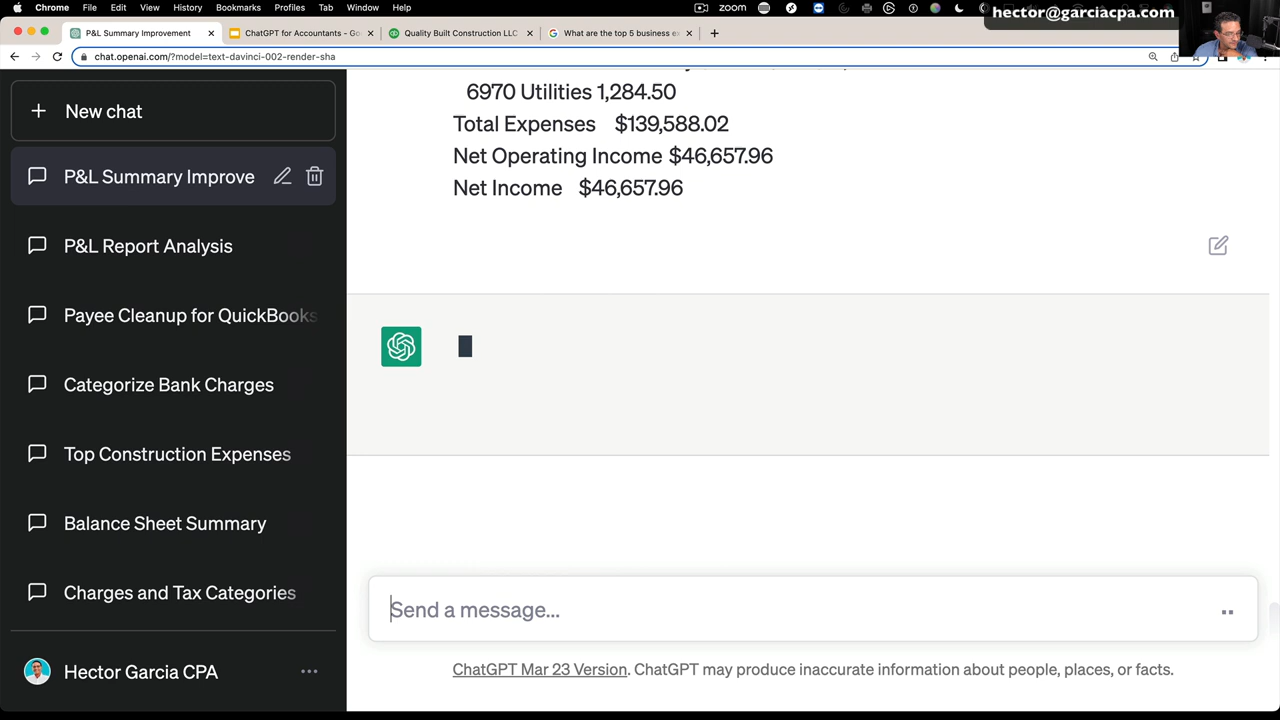 Chrome File Edit View History Bookmarks Profiles Tab Window Help zoom
hector@garciacpa.com
P&L Summary Improvement
ChatGPT for Accountants - Go
Quality Built Construction LLC
What are the top 5 business e
chat.openai.com/?model=text-davinci-002-render-sha
New chat
P&L Summary Improve
P&L Report Analysis
Payee Cleanup for QuickBooks
Categorize Bank Charges
Top Construction Expenses
Balance Sheet Summary
Charges and Tax Categories
Hector Garcia CPA
6970 Utilities 1,284.50
Total Expenses $139,588.02
Net Operating Income $46,657.96
Net Income $46,657.96
Send a message...
ChatGPT Mar 23 Version. ChatGPT may produce inaccurate information about people, places, or facts.